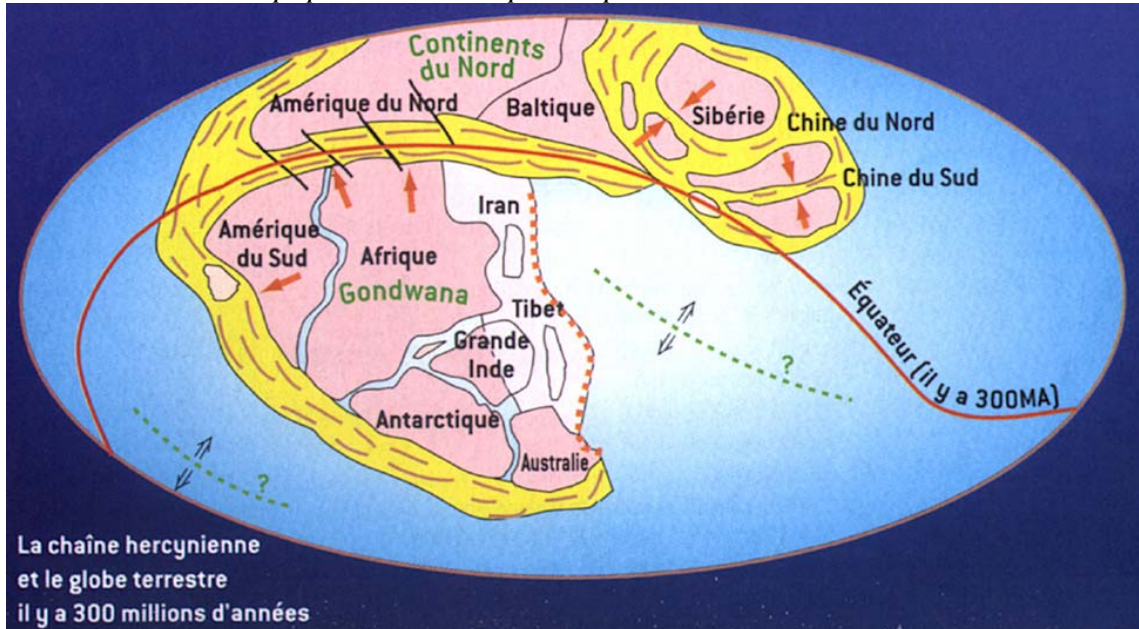 Continents
du Nord
Amérique du Nord
Baltique
Sibérie
Chine du Nord
Chine du Sud
Iran
Amérique
du Sud
Afrique
Gondwana
Tibet
Grande
Inde
Équateur (il y a 300MA)
?
Antarctique
Australie
?
La chaîne hercynienne
et le globe terrestre
il y a 300 millions d'années